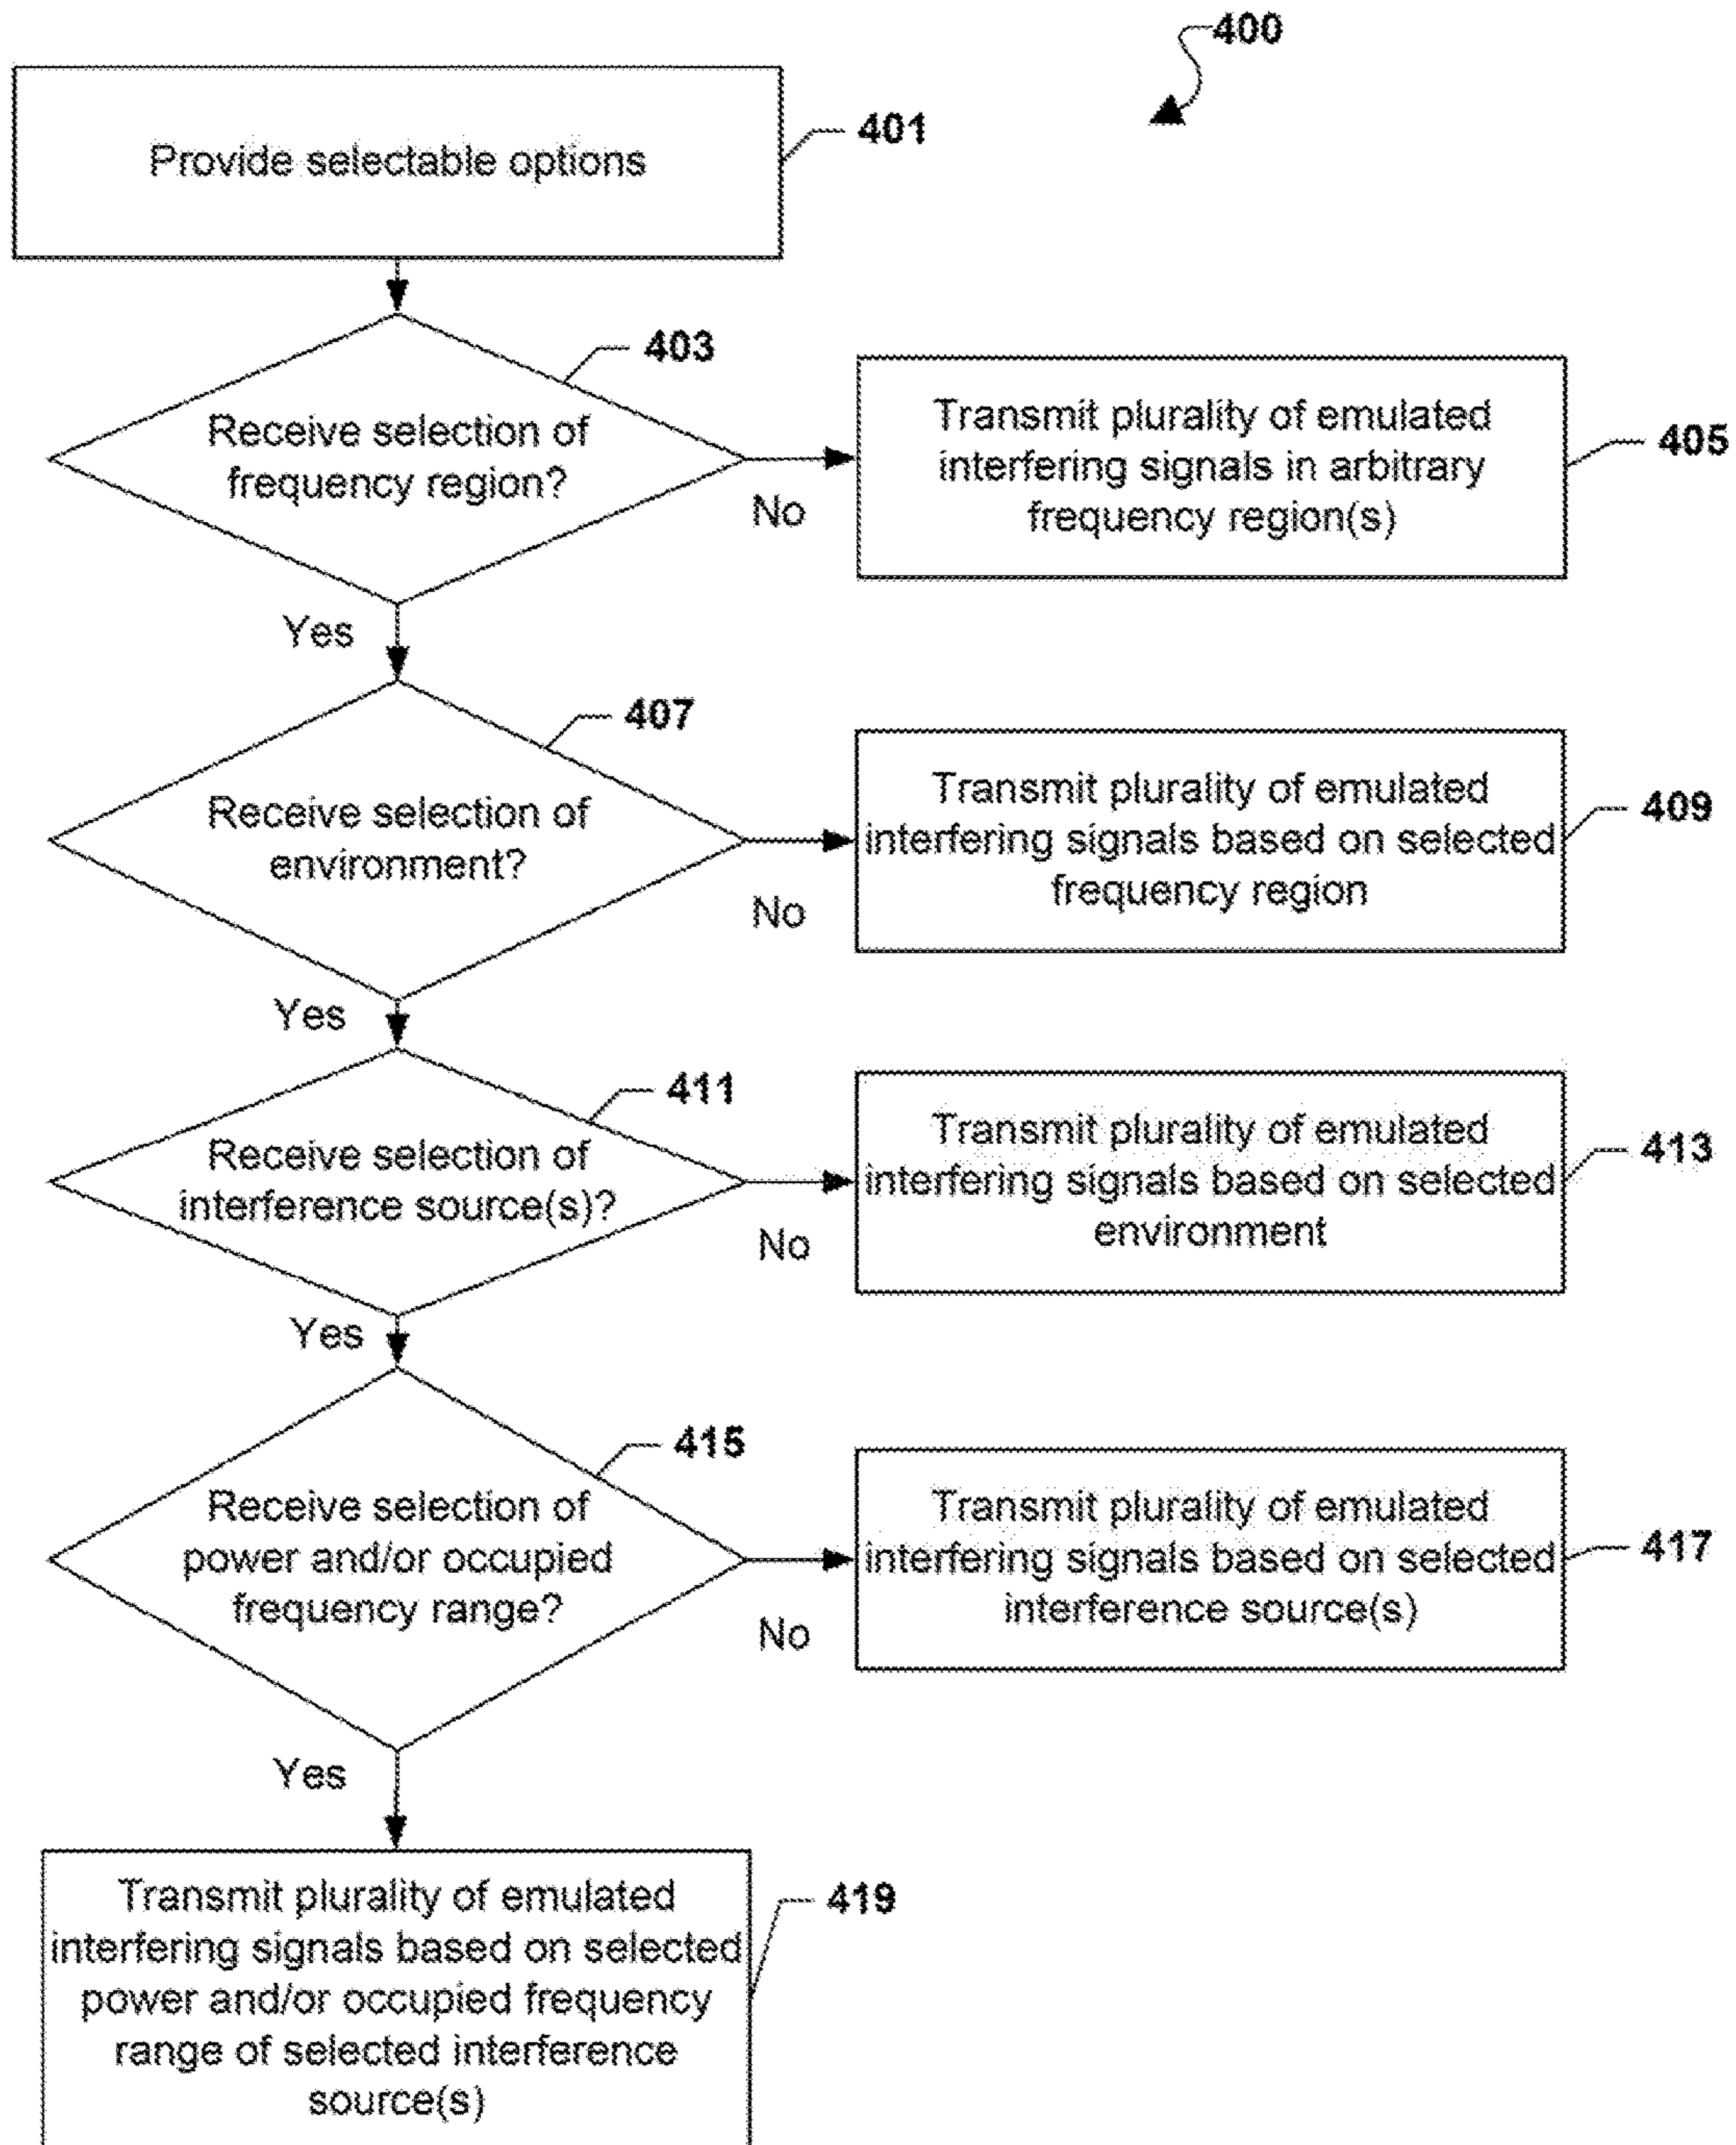 400
Provide selectable options
401
403
Receive selection of
frequency region?
No
Transmit plurality of emulated
interfering signals in arbitrary
frequency region(s)
405
Yes
407
Receive selection of
environment?
No
Transmit plurality of emulated
interfering signals based on selected
frequency region
409
Yes
411
Receive selection of
interference source(s)?
No
Transmit plurality of emulated
interfering signals based on selected
environment
413
Yes
415
Receive selection of
power and/or occupied
frequency range?
No
Transmit plurality of emulated
interfering signals based on selected
interference source(s)
417
Yes
Transmit plurality of emulated
interfering signals based on selected
power and/or occupied frequency
range of selected interference
source(s)
419